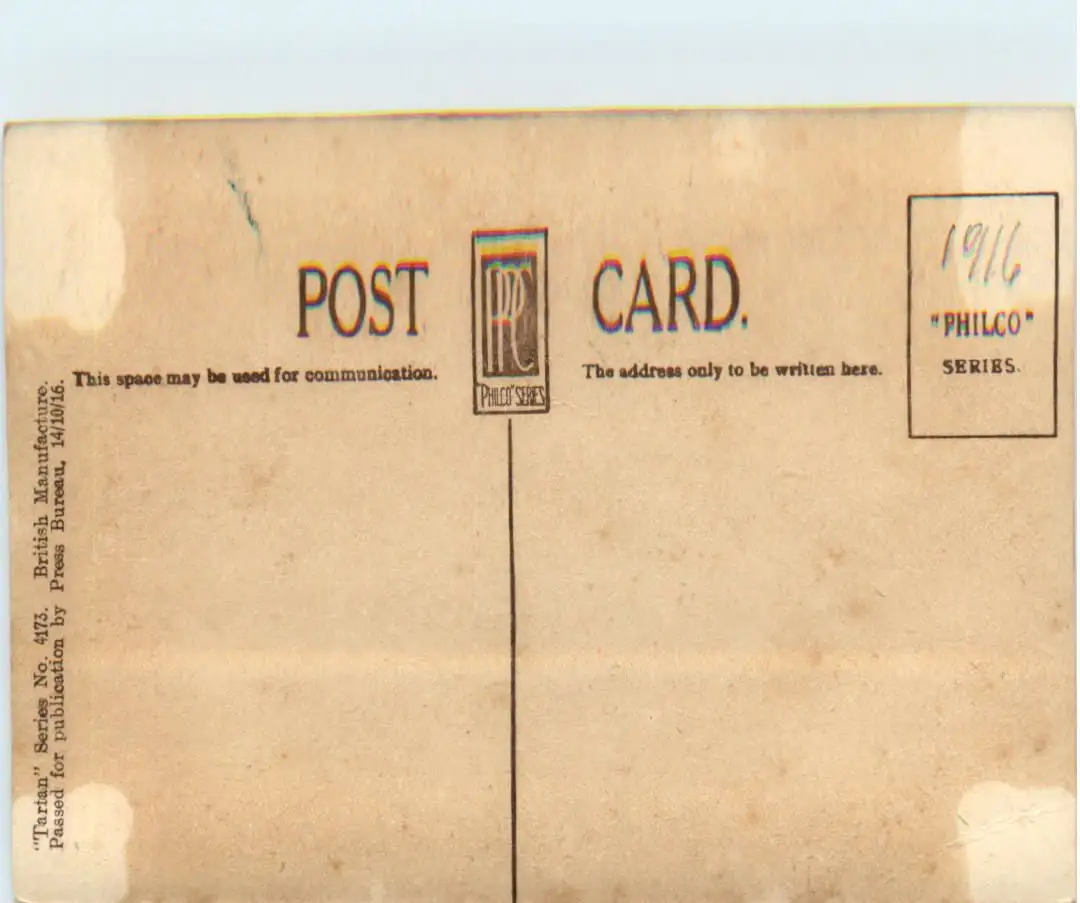 POST CARD.
This space may be used for communication.
The address only to be written here.
PPC
"PHILCO" SERIES
1916
"PHILCO"
SERIES.
"Tartan" Series No. 4173. British Manufacture.
Passed for publication by Press Bureau, 14/10/16.